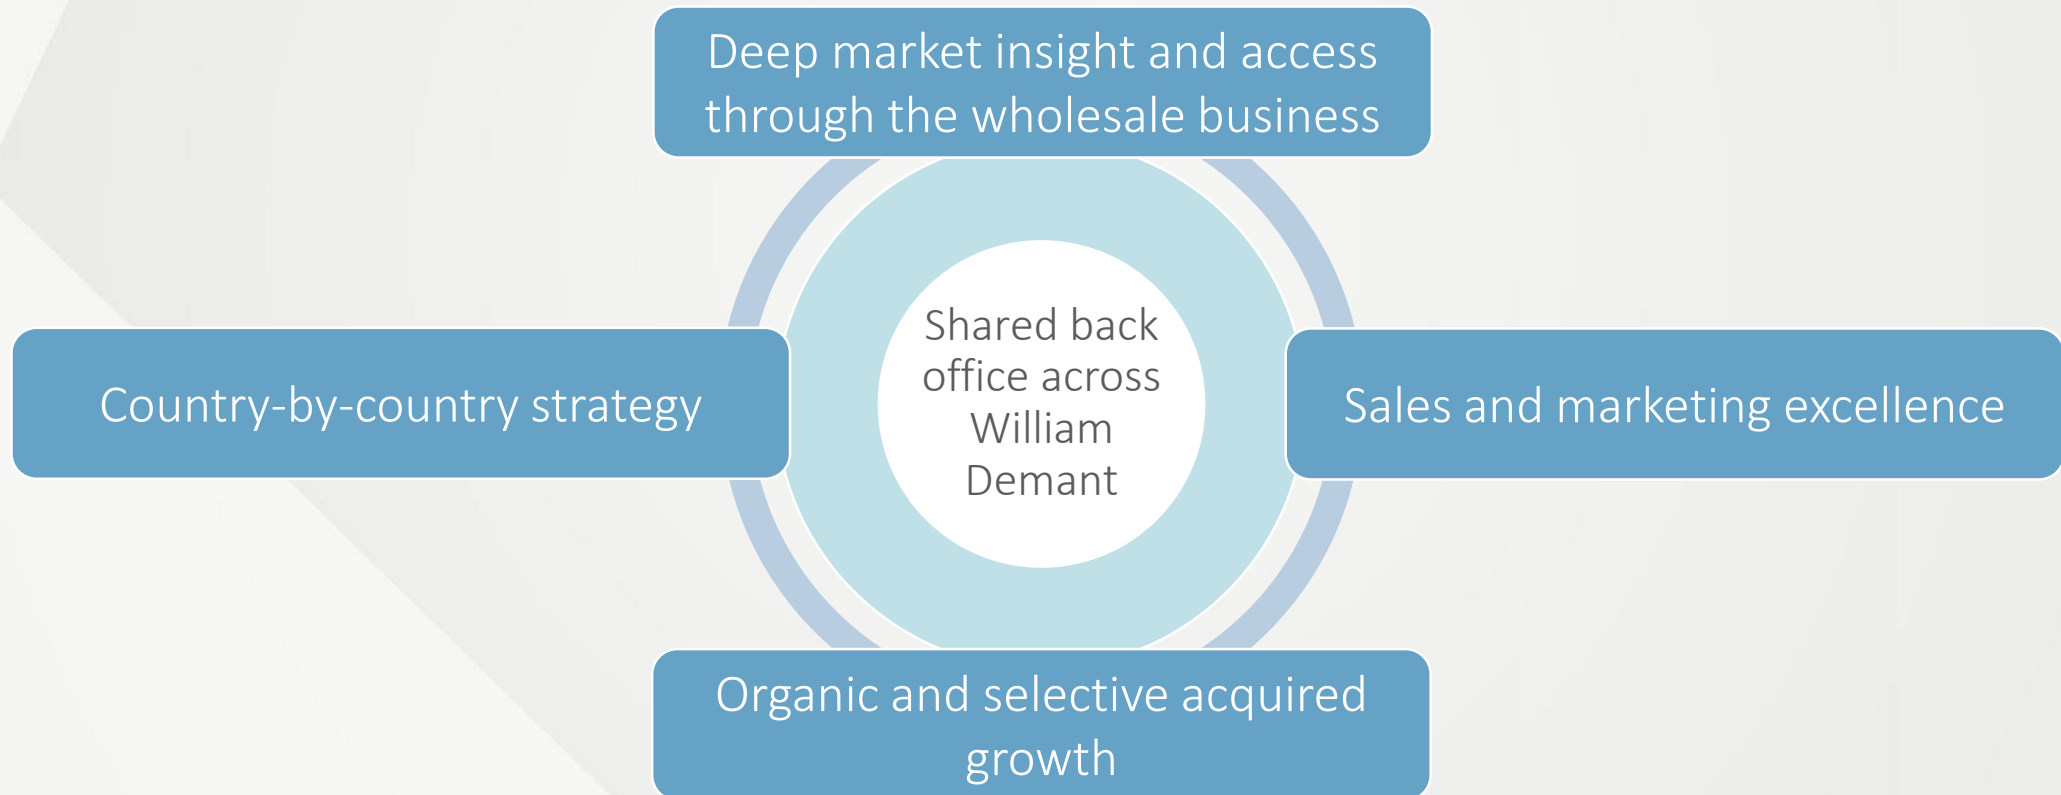 Deep market insight and access
through the wholesale business
Shared back
office across
William
Demant
Country-by-country strategy
Sales and marketing excellence
Organic and selective acquired
growth